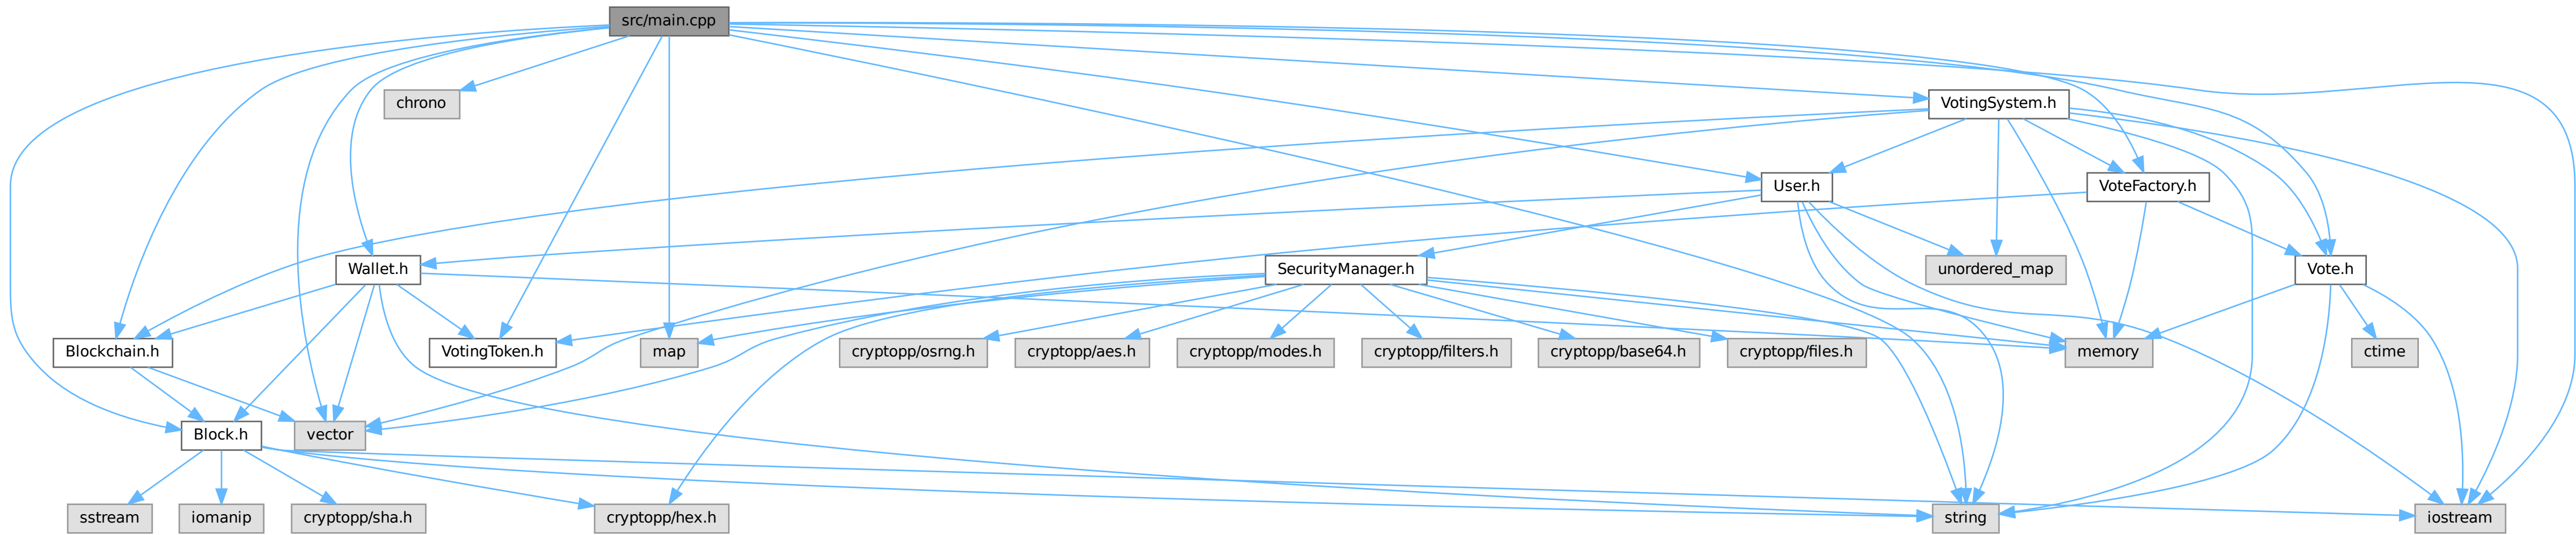 src/main.cpp
chrono
VotingSystem.h
User.h
VoteFactory.h
Wallet.h
SecurityManager.h
unordered_map
Vote.h
Blockchain.h
VotingToken.h
map
cryptopp/osrng.h
cryptopp/aes.h
cryptopp/modes.h
cryptopp/filters.h
cryptopp/base64.h
cryptopp/files.h
memory
ctime
Block.h
vector
sstream
iomanip
cryptopp/sha.h
cryptopp/hex.h
string
iostream